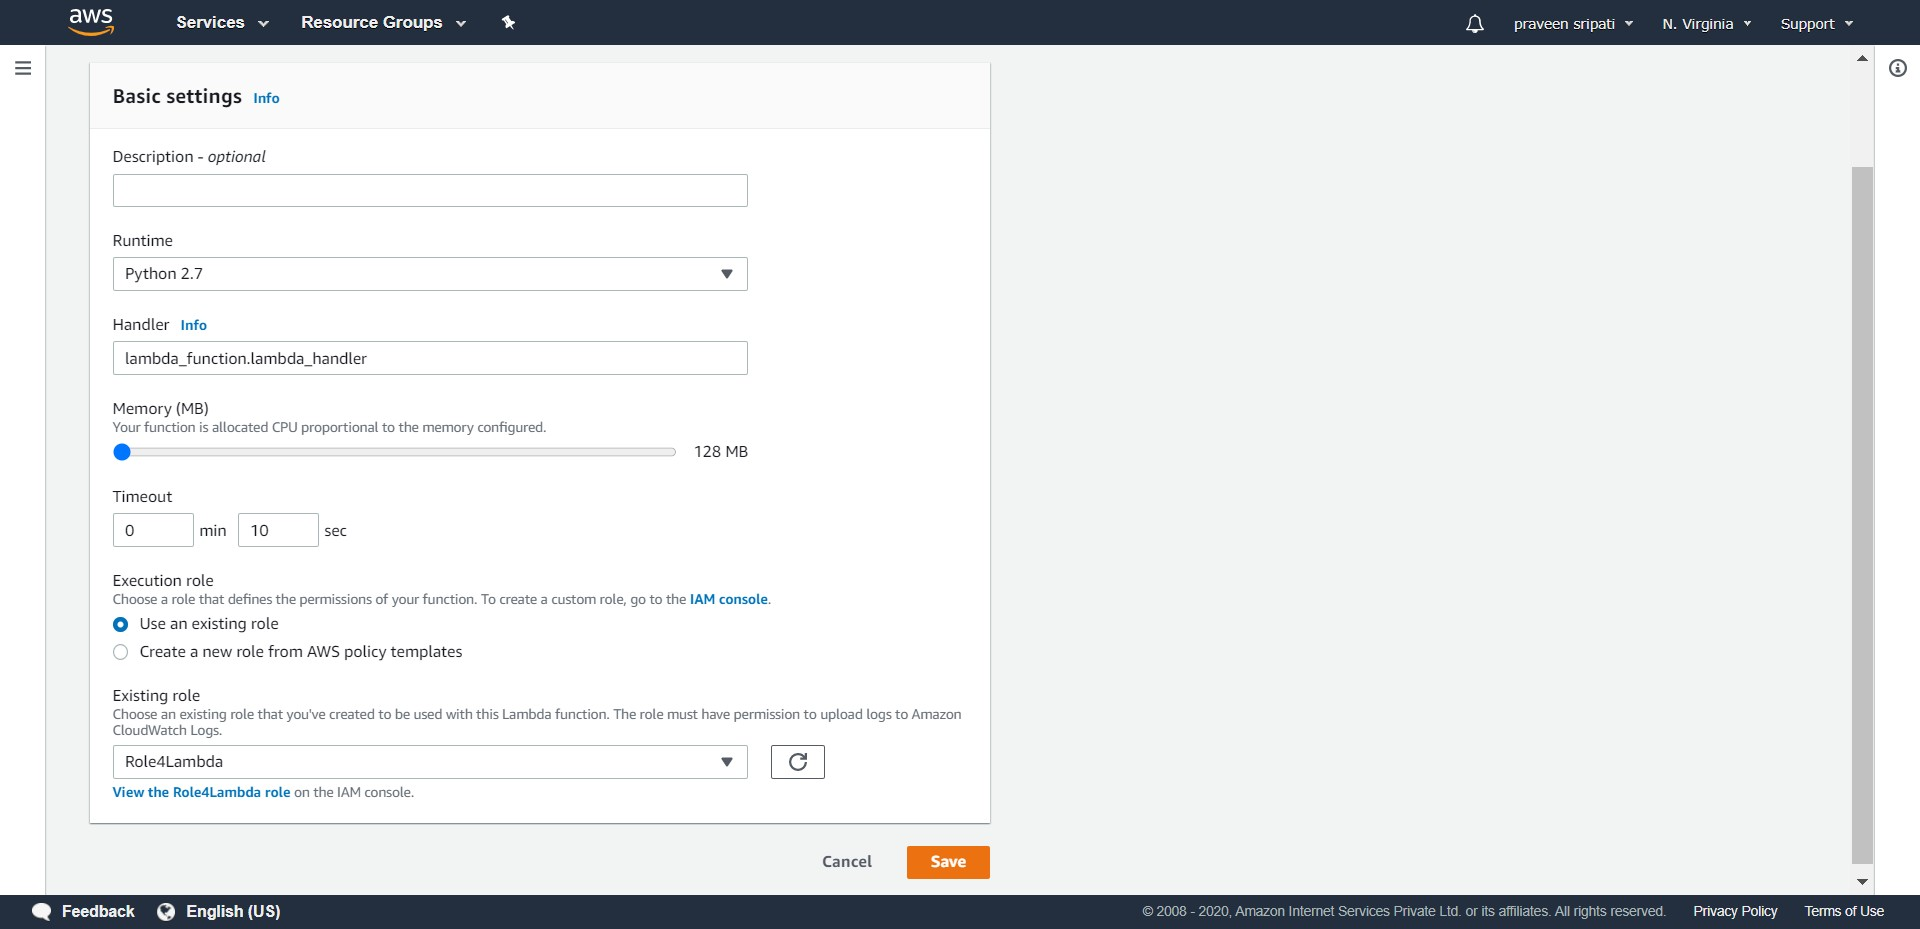 aws Services Resource Groups praveen sripati N. Virginia Support
Basic settings Info
Description - optional
Runtime
Python 2.7
Handler Info
lambda_function.lambda_handler
Memory (MB)
Your function is allocated CPU proportional to the memory configured.
128 MB
Timeout
0 min 10 sec
Execution role
Choose a role that defines the permissions of your function. To create a custom role, go to the IAM console.
Use an existing role
Create a new role from AWS policy templates
Existing role
Choose an existing role that you've created to be used with this Lambda function. The role must have permission to upload logs to Amazon
CloudWatch Logs.
Role4Lambda
View the Role4Lambda role on the IAM console.
Cancel Save
Feedback English (US) © 2008 - 2020, Amazon Internet Services Private Ltd. or its affiliates. All rights reserved. Privacy Policy Terms of Use